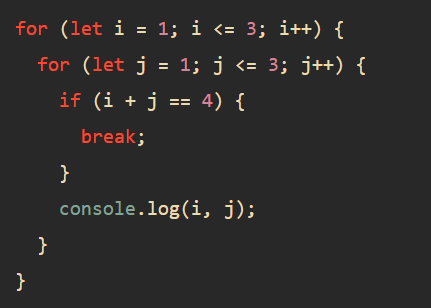 for (let i = 1; i <= 3; i++) {
  for (let j = 1; j <= 3; j++) {
    if (i + j == 4) {
      break;
    }
    console.log(i, j);
  }
}